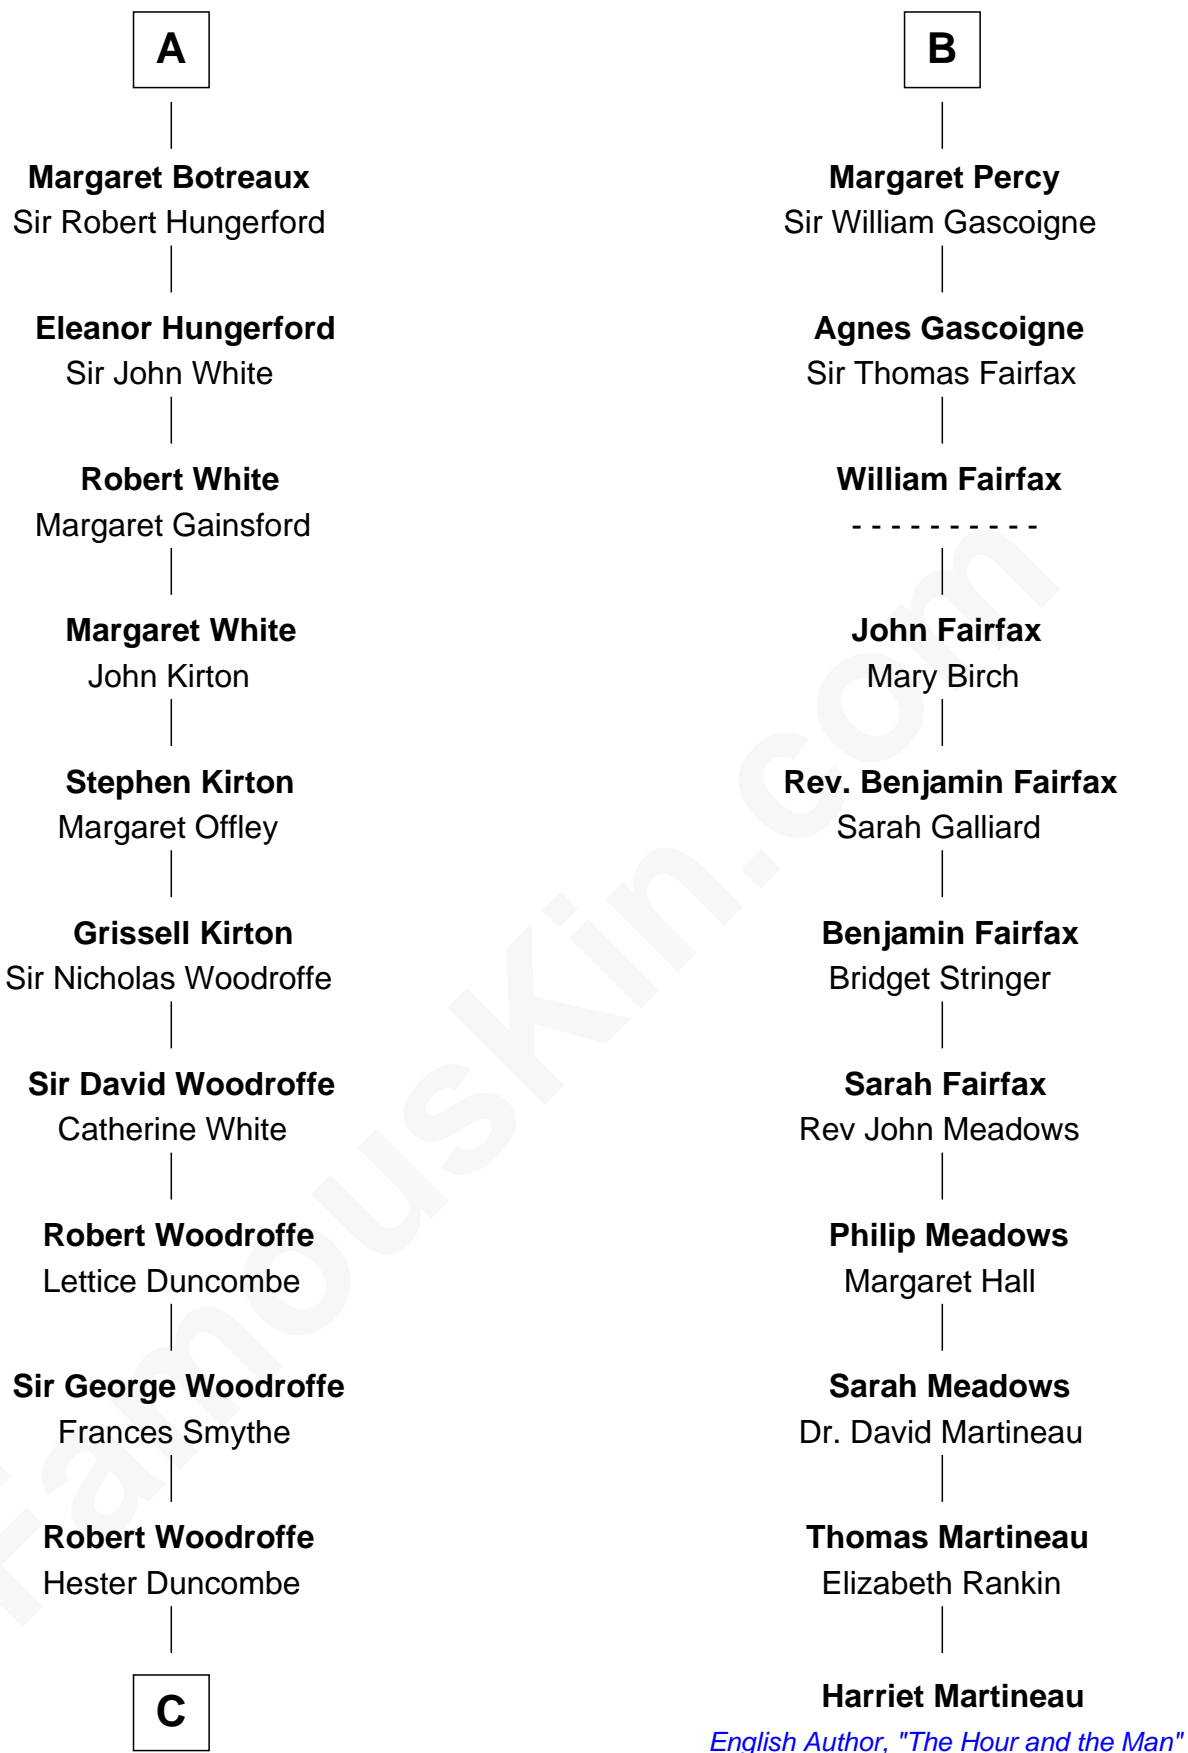 A
Margaret Botreaux
Sir Robert Hungerford
Eleanor Hungerford
Sir John White
Robert White
Margaret Gainsford
Margaret White
John Kirton
Stephen Kirton
Margaret Offley
Grissell Kirton
Sir Nicholas Woodroffe
Sir David Woodroffe
Catherine White
Robert Woodroffe
Lettice Duncombe
Sir George Woodroffe
Frances Smythe
Robert Woodroffe
Hester Duncombe
C
B
Margaret Percy
Sir William Gascoigne
Agnes Gascoigne
Sir Thomas Fairfax
William Fairfax
- - - - - - - - - -
John Fairfax
Mary Birch
Rev. Benjamin Fairfax
Sarah Galliard
Benjamin Fairfax
Bridget Stringer
Sarah Fairfax
Rev John Meadows
Philip Meadows
Margaret Hall
Sarah Meadows
Dr. David Martineau
Thomas Martineau
Elizabeth Rankin
Harriet Martineau
English Author, "The Hour and the Man"
FamousKin.com